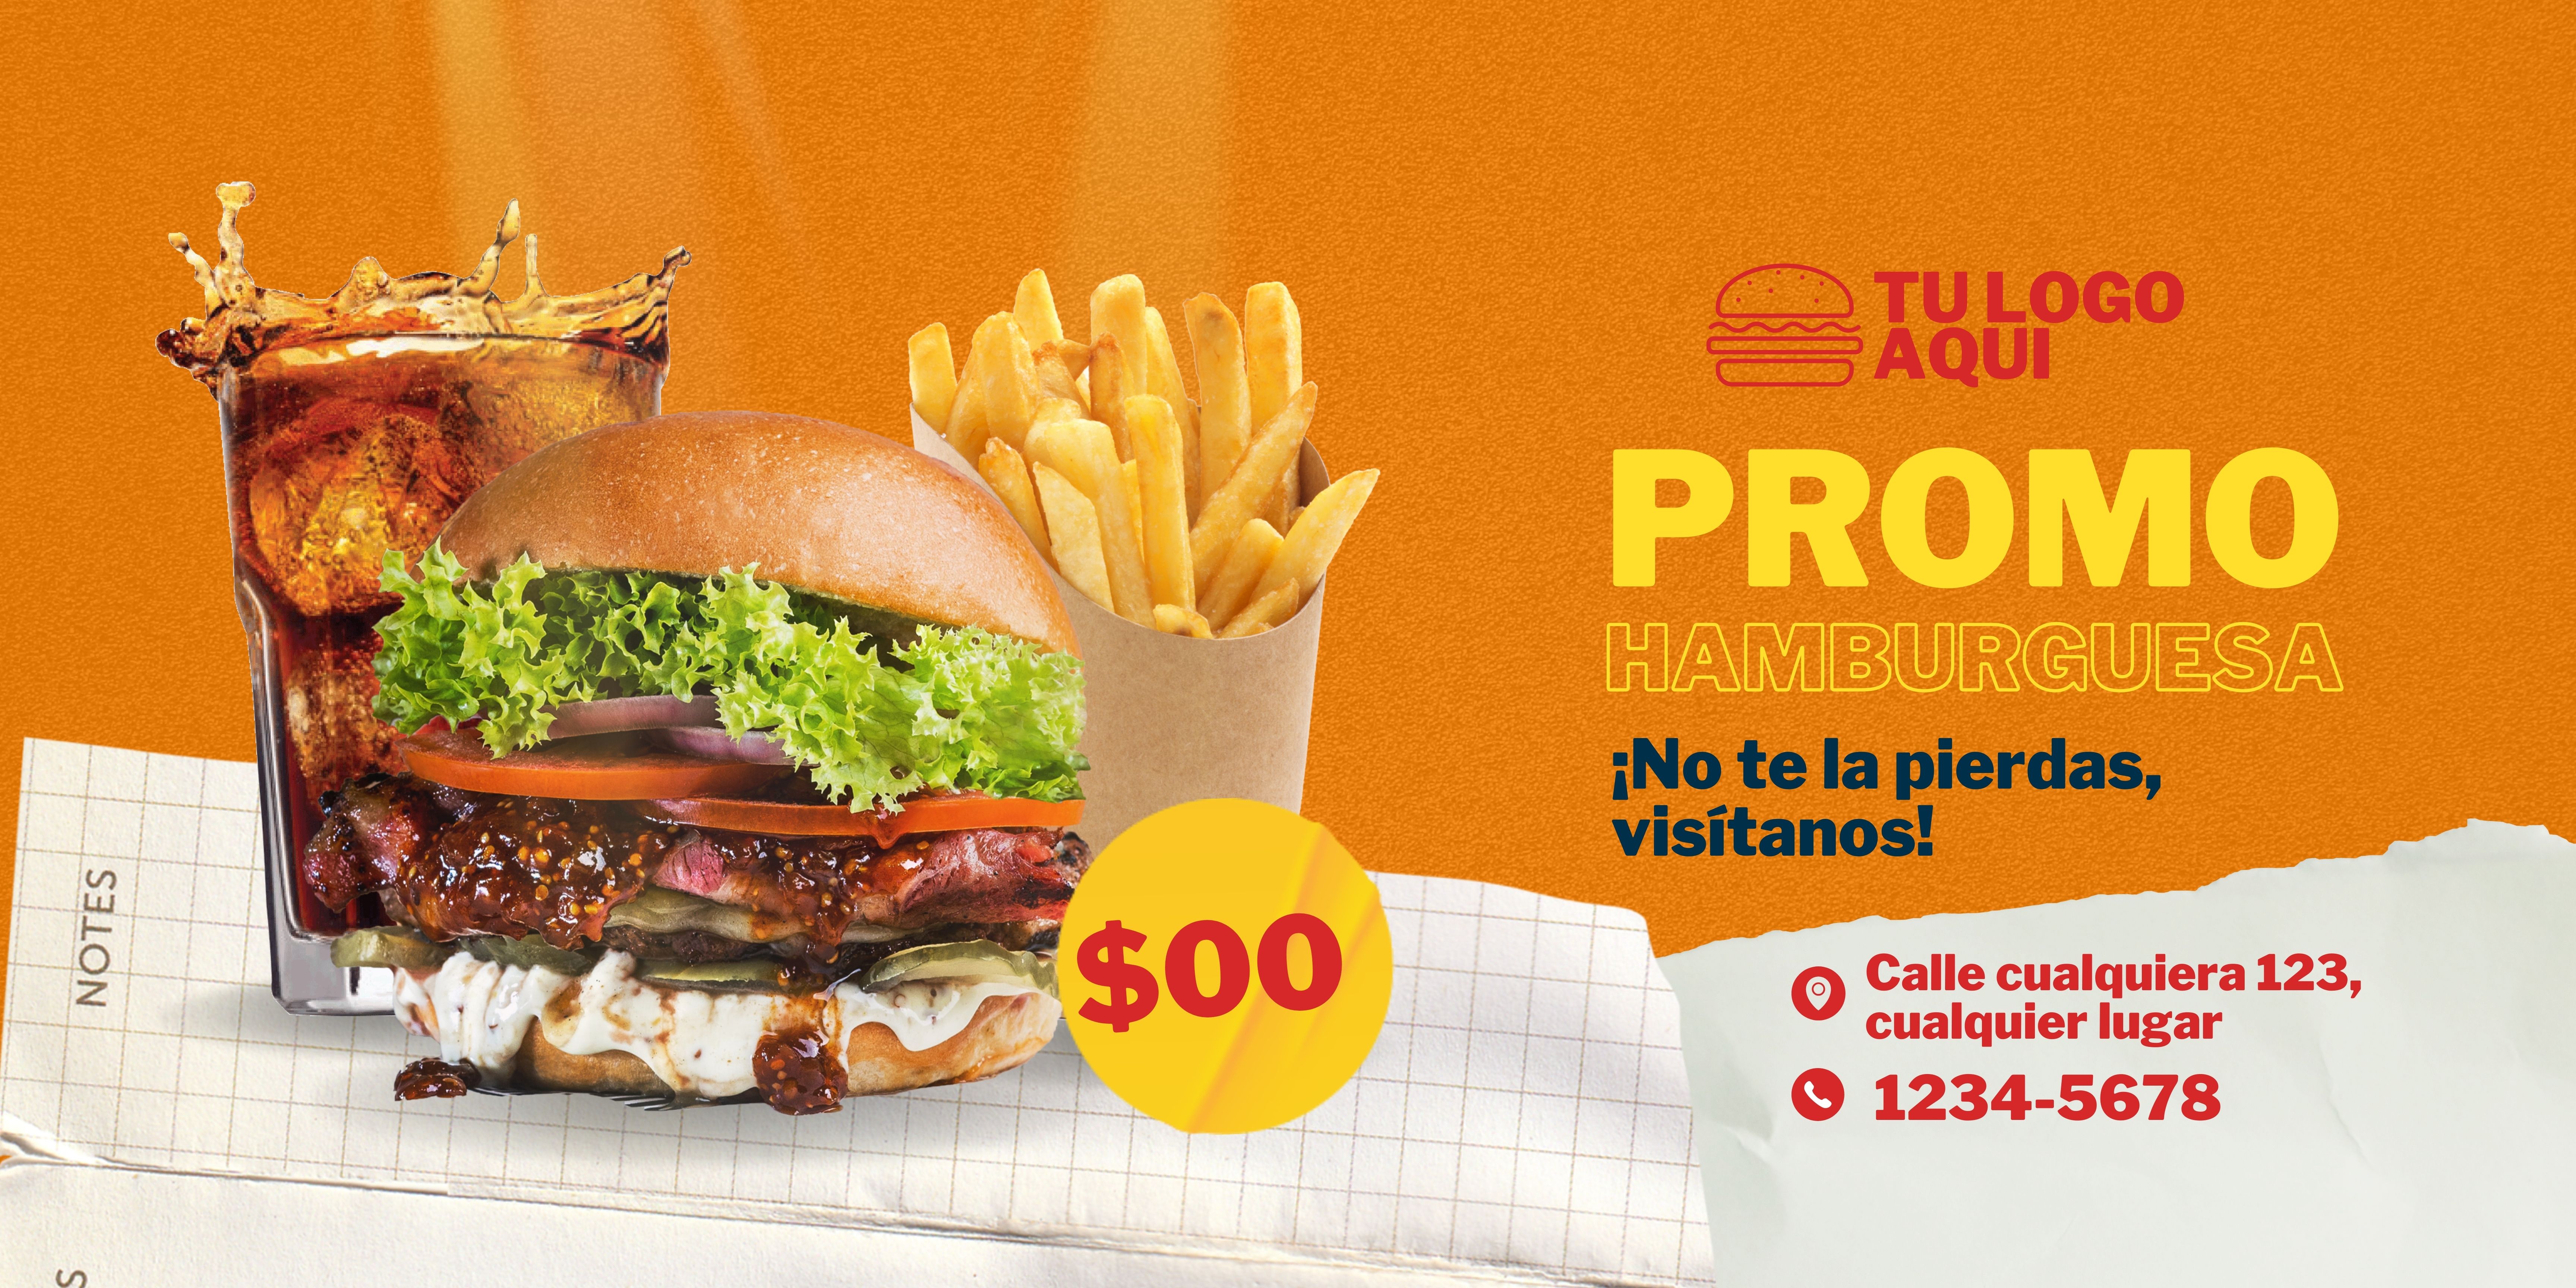 TU LOGO
AQUI
PROMO
HAMBURGUESA
¡No te la pierdas,
visítanos!
NOTES
$00
Calle cualquiera 123,
cualquier lugar
1234-5678